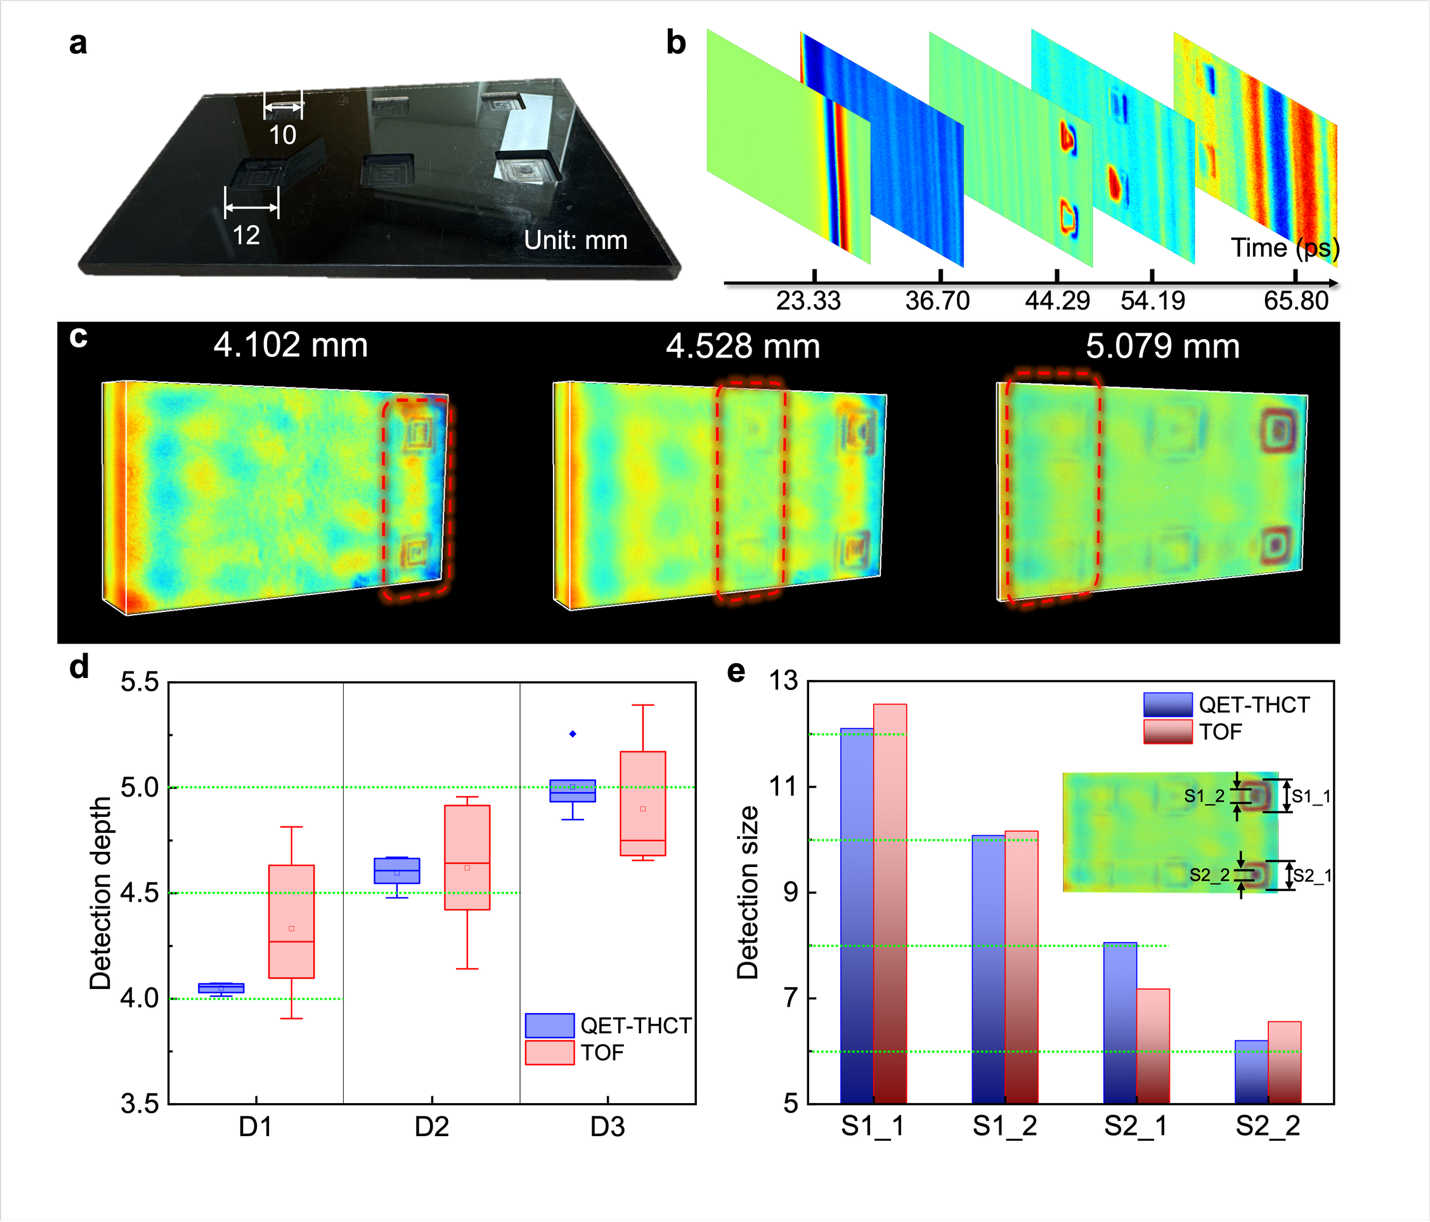 a
10
12
Unit: mm
b
Time (ps)
23.33 36.70 44.29 54.19 65.80
c
4.102 mm 4.528 mm 5.079 mm
d
5.5
5.0
4.5
4.0
3.5
Detection depth
QET-THCT
TOF
D1 D2 D3
e
13
11
9
7
5
Detection size
QET-THCT
TOF
S1_2 S1_1
S2_2 S2_1
S1_1 S1_2 S2_1 S2_2